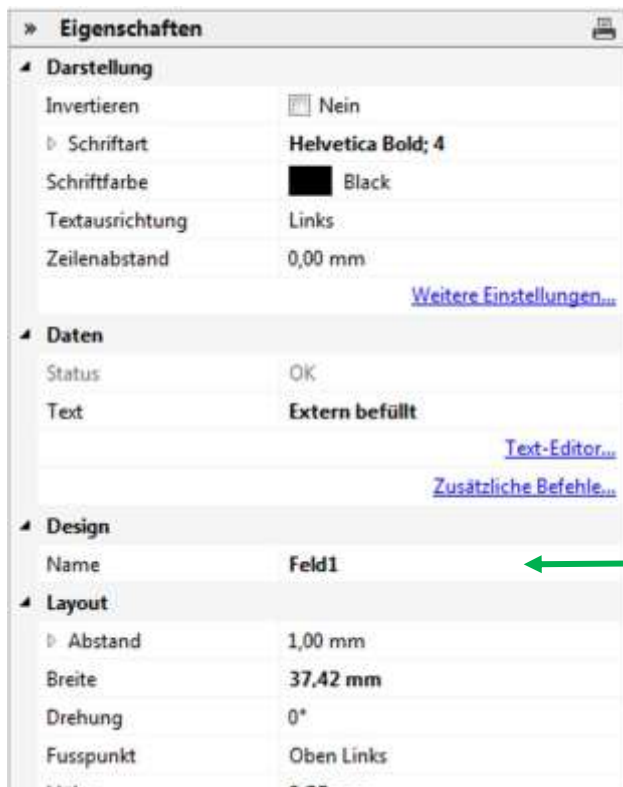 » Eigenschaften
Darstellung
Invertieren Nein
Schriftart Helvetica Bold; 4
Schriftfarbe Black
Textausrichtung Links
Zeilenabstand 0,00 mm
Weitere Einstellungen...
Daten
Status OK
Text Extern befüllt
Text-Editor...
Zusätzliche Befehle...
Design
Name Feld1
Layout
Abstand 1,00 mm
Breite 37,42 mm
Drehung 0°
Fusspunkt Oben Links